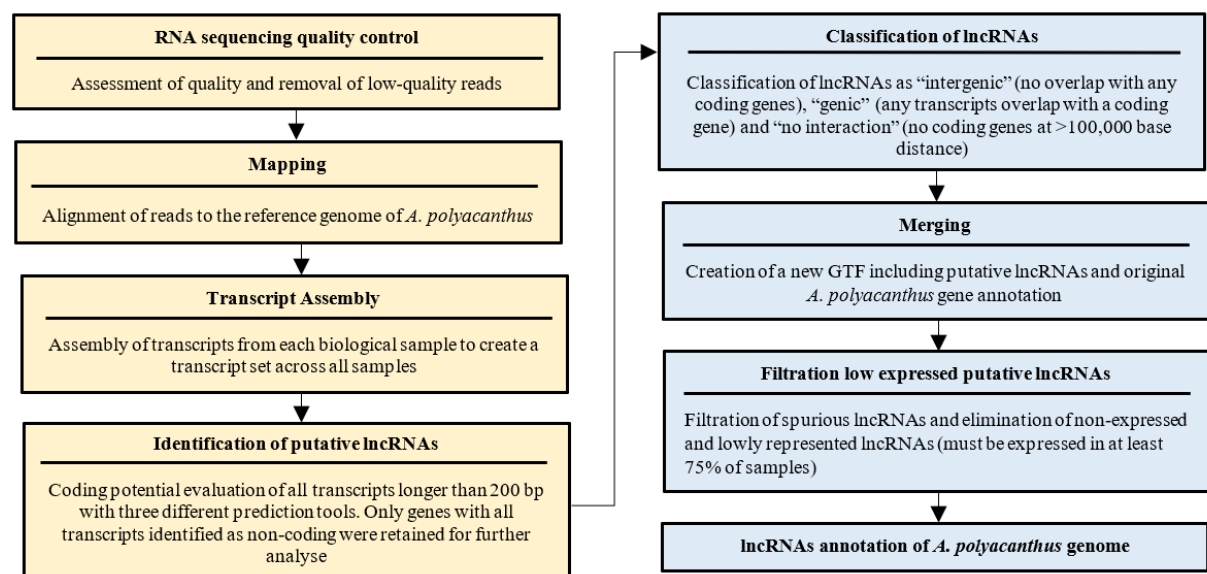 RNA sequencing quality control
Assessment of quality and removal of low-quality reads
Mapping
Alignment of reads to the reference genome of A. polyacanthus
Transcript Assembly
Assembly of transcripts from each biological sample to create a
transcript set across all samples
Identification of putative lncRNAs
Coding potential evaluation of all transcripts longer than 200 bp
with three different prediction tools. Only genes with all
transcripts identified as non-coding were retained for further
analyse
Classification of lncRNAs
Classification of lncRNAs as “intergenic” (no overlap with any
coding genes), “genic” (any transcripts overlap with a coding
gene) and “no interaction” (no coding genes at >100,000 base
distance)
Merging
Creation of a new GTF including putative lncRNAs and original
A. polyacanthus gene annotation
Filtration low expressed putative lncRNAs
Filtration of spurious lncRNAs and elimination of non-expressed
and lowly represented lncRNAs (must be expressed in at least
75% of samples)
lncRNAs annotation of A. polyacanthus genome